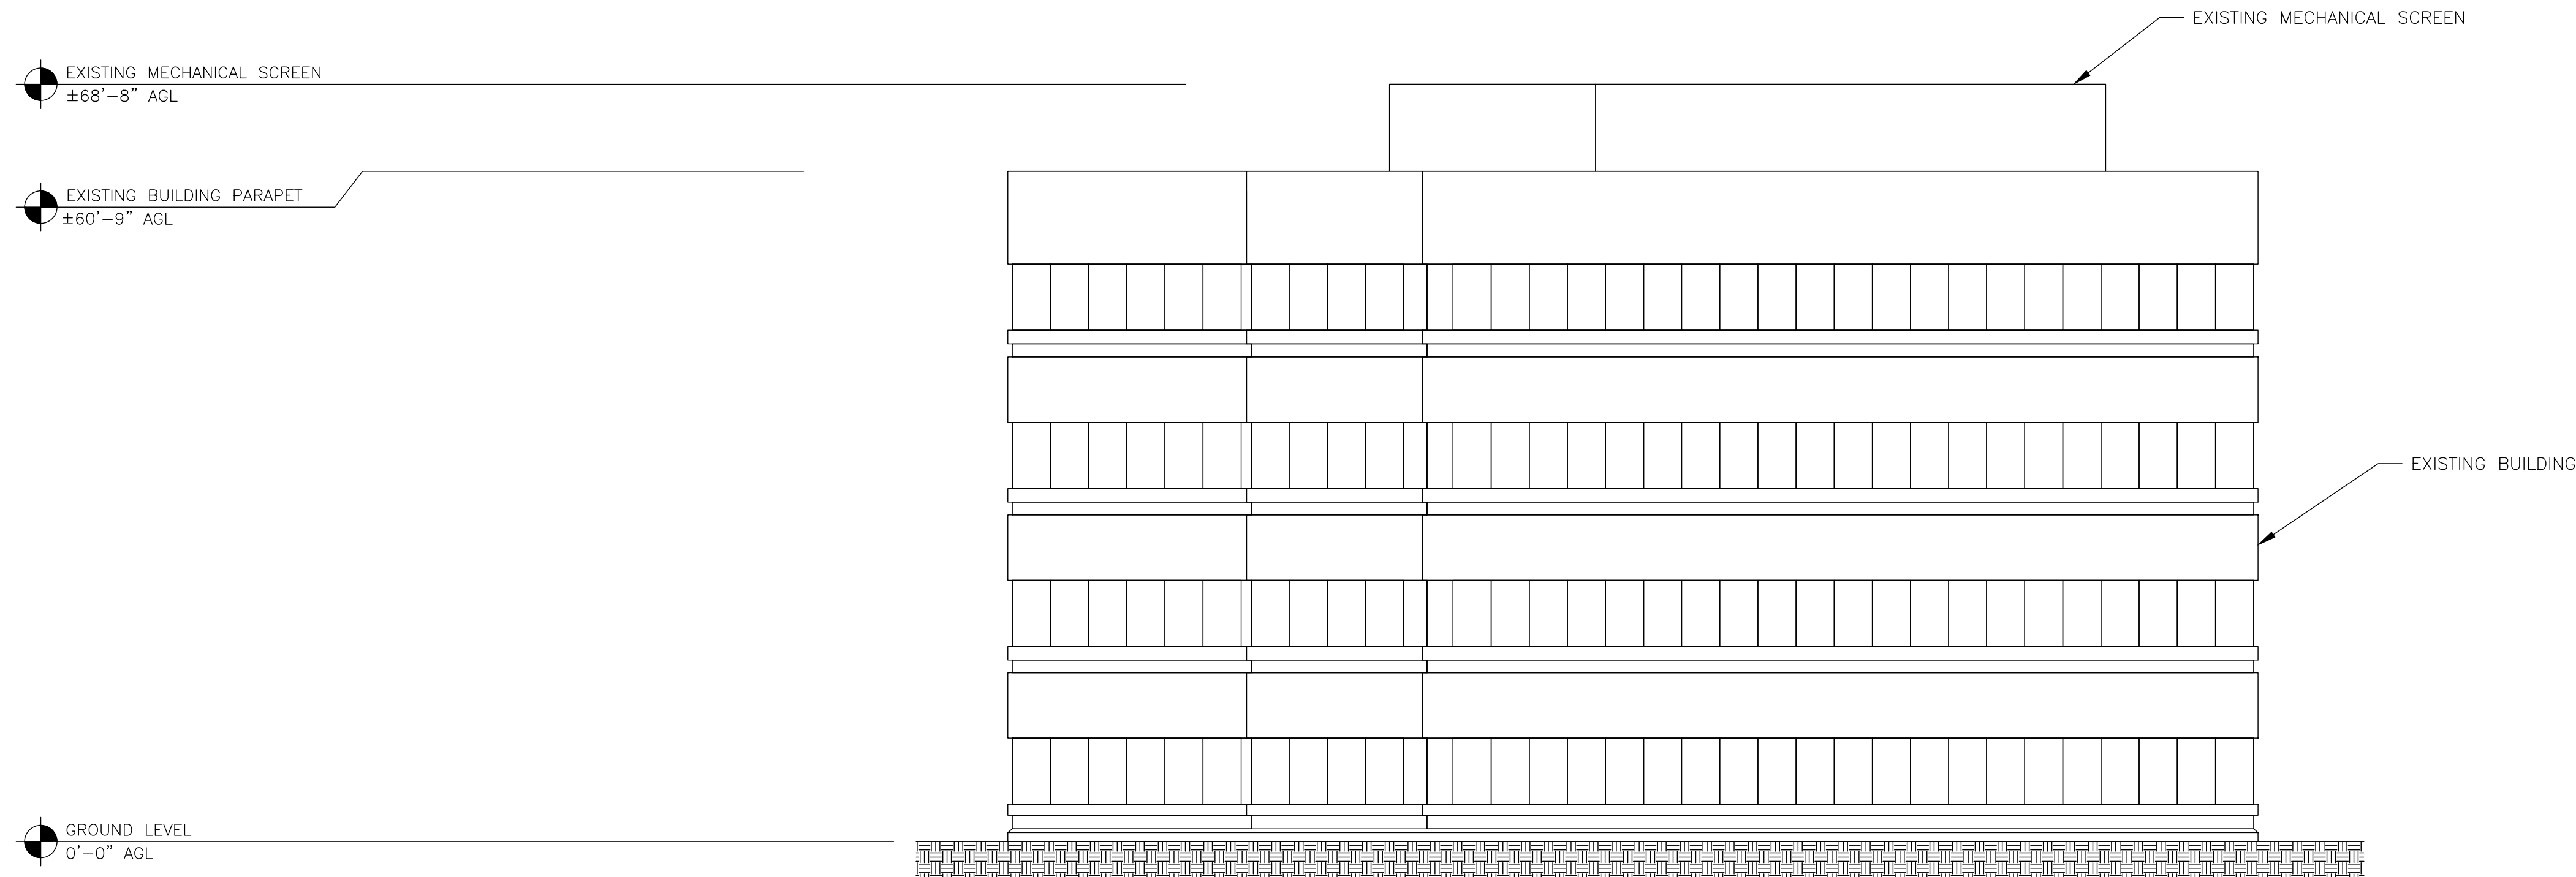 EXISTING MECHANICAL SCREEN
EXISTING MECHANICAL SCREEN
±68'-8" AGL
EXISTING BUILDING PARAPET
±60'-9" AGL
EXISTING BUILDING
GROUND LEVEL
0'-0" AGL